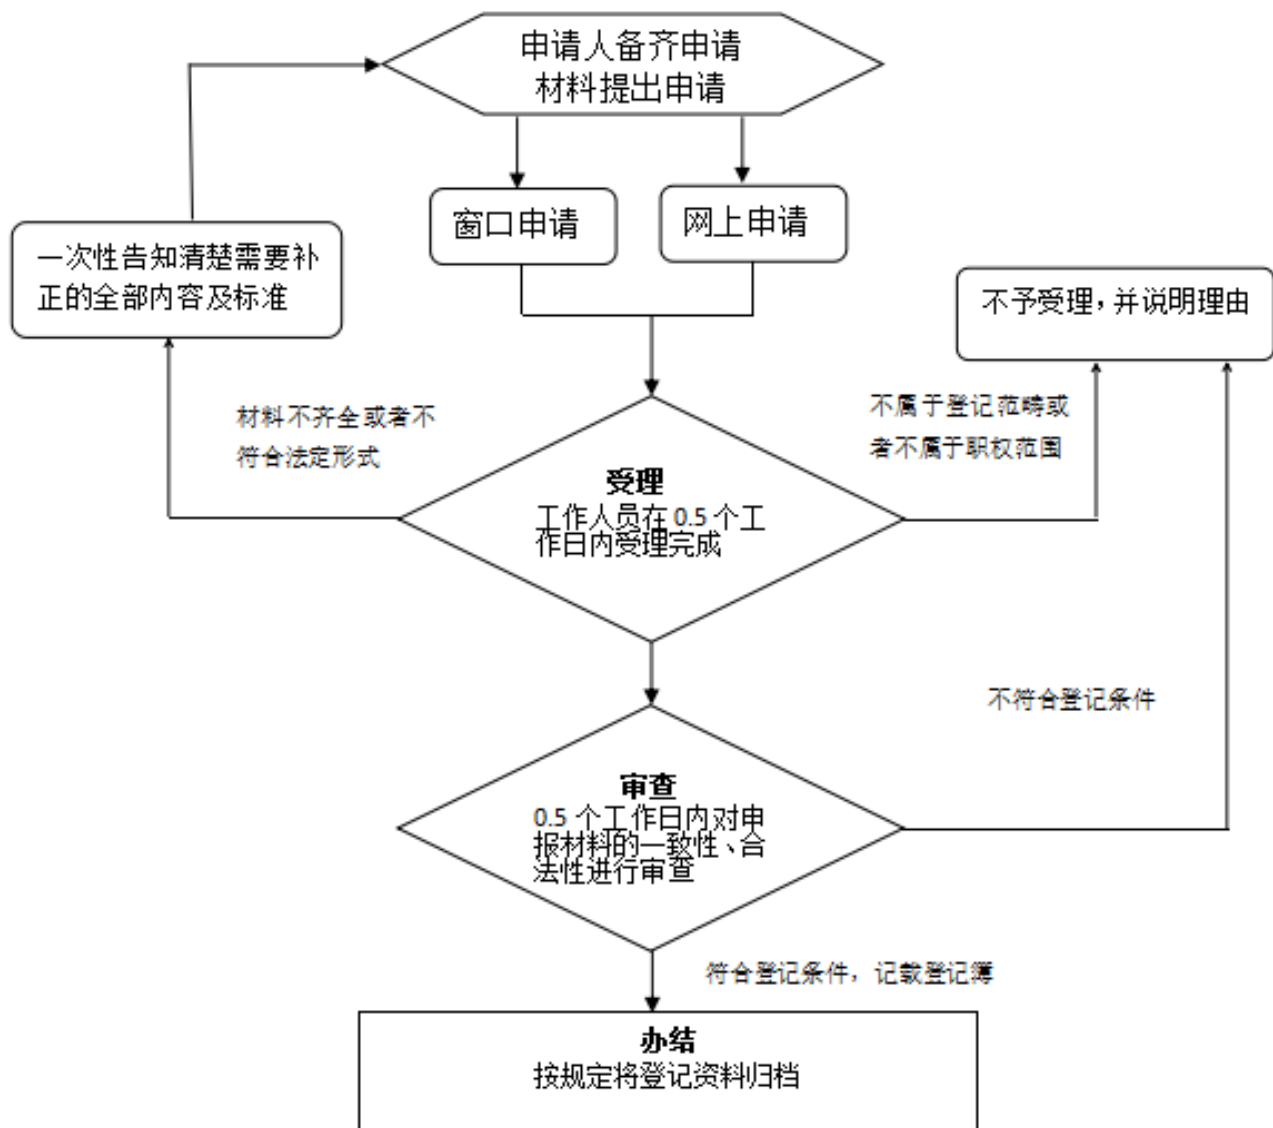 申请人备齐申请
材料提出申请
窗口申请
网上申请
一次性告知清楚需要补
正的全部内容及标准
不予受理，并说明理由
材料不齐全或者不
符合法定形式
不属于登记范畴或
者不属于职权范围
受理
工作人员在 0.5 个工
作日内受理完成
不符合登记条件
审查
0.5 个工作日内对申
报材料的一致性、合
法性进行审查
符合登记条件，记载登记簿
办结
按规定将登记资料归档